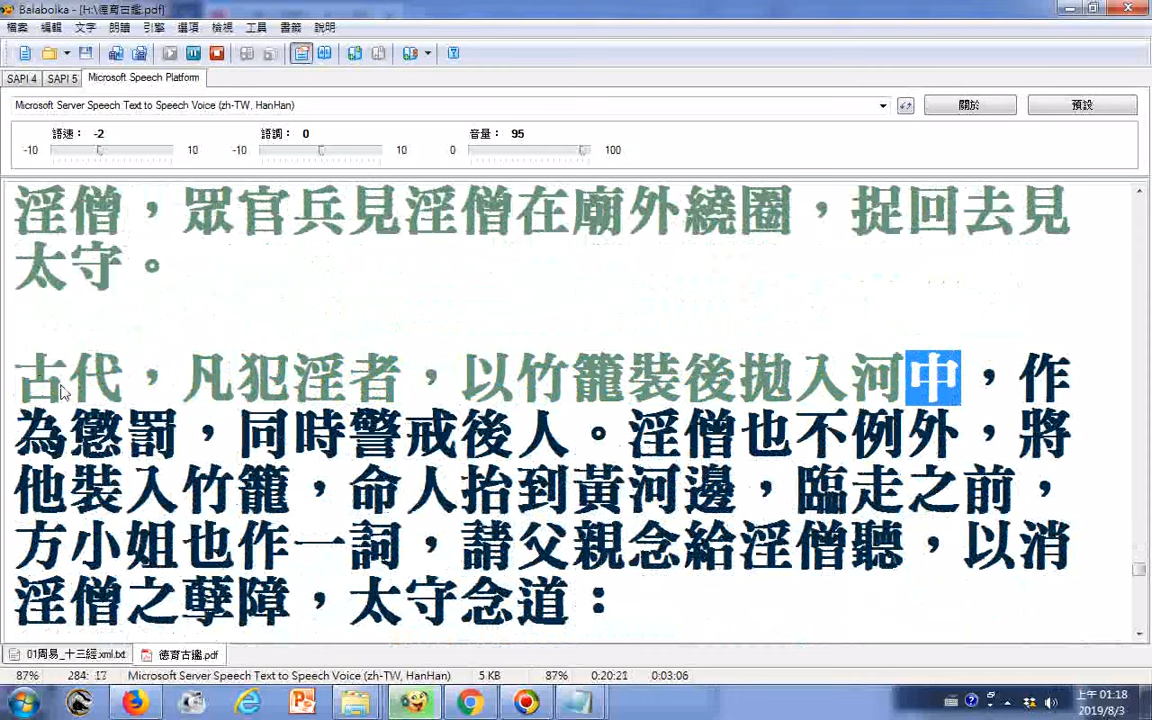 Balabolka - [H:\德育古鑑.pdf]
檔案 編輯 文字 朗讀 引擎 選項 檢視 工具 書籤 說明
SAPI 4 SAPI 5 Microsoft Speech Platform
Microsoft Server Speech Text to Speech Voice (zh-TW, HanHan) 關於 預設
語速： -2 語調： 0 音量： 95
-10 10 -10 10 0 100
淫僧，眾官兵見淫僧在廟外繞圈，捉回去見
太守。
古代，凡犯淫者，以竹籠裝後拋入河中，作
為懲罰，同時警戒後人。淫僧也不例外，將
他裝入竹籠，命人抬到黃河邊，臨走之前，
方小姐也作一詞，請父親念給淫僧聽，以消
淫僧之孽障，太守念道：
01周易_十三經.xml.txt 德育古鑑.pdf
87% 284: 17 Microsoft Server Speech Text to Speech Voice (zh-TW, HanHan) 5 KB 87% 0:20:21 0:03:06
上午 01:18
2019/8/3